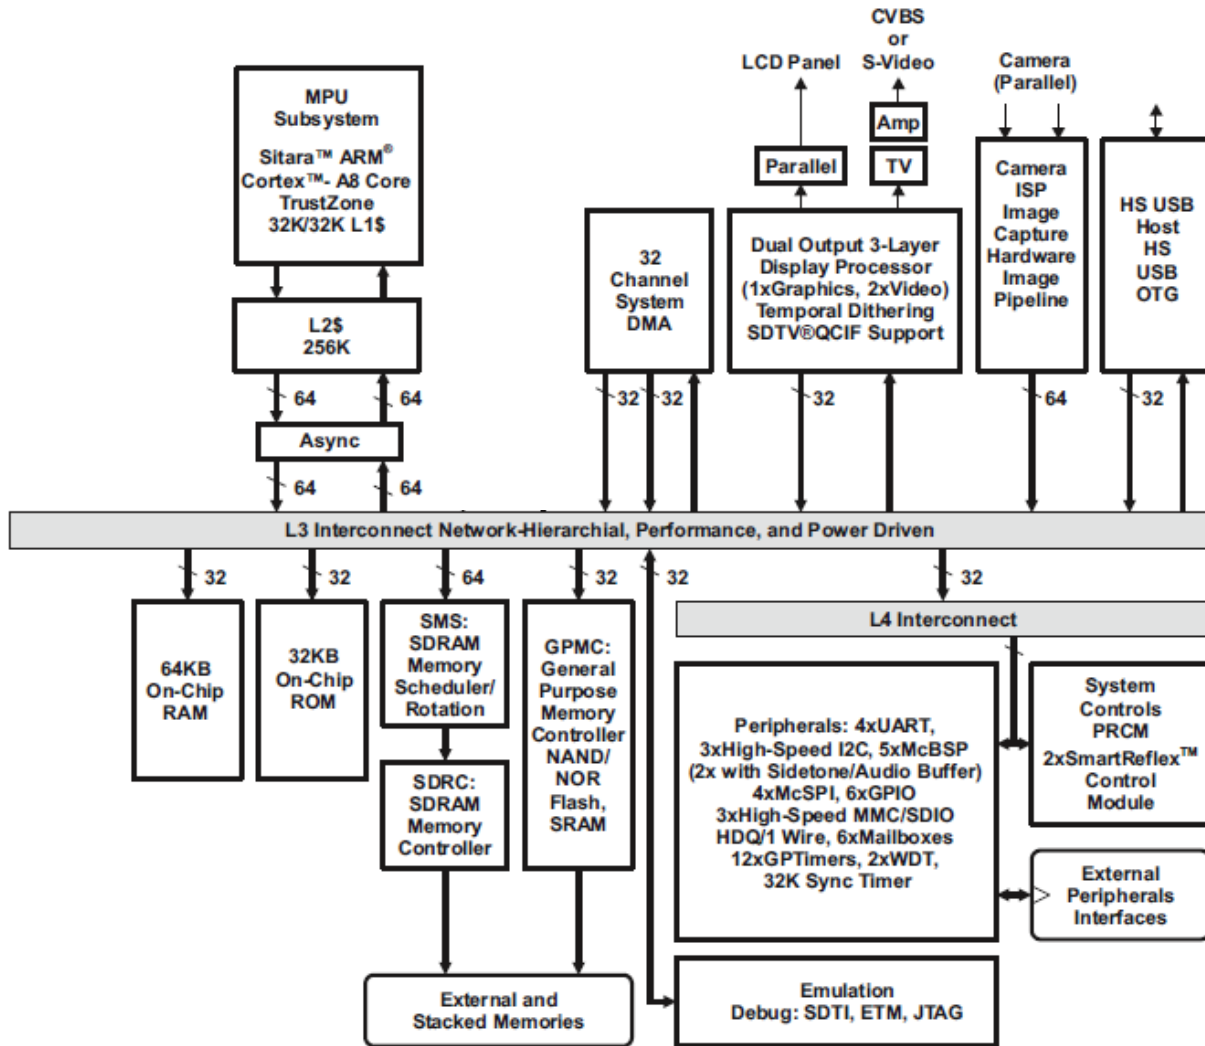 CVBS
or
S-Video
LCD Panel
Camera
(Parallel)
MPU
Subsystem
Sitara™ ARM®
Cortex™- A8 Core
TrustZone
32K/32K L1$
Amp
Parallel
TV
Camera
ISP
Image
Capture
Hardware
Image
Pipeline
HS USB
Host
HS
USB
OTG
32
Channel
System
DMA
Dual Output 3-Layer
Display Processor
(1xGraphics, 2xVideo)
Temporal Dithering
SDTV®QCIF Support
L2$
256K
64
64
32
32
32
64
32
Async
64
64
L3 Interconnect Network-Hierarchial, Performance, and Power Driven
32
32
64
32
32
32
L4 Interconnect
64KB
On-Chip
RAM
32KB
On-Chip
ROM
SMS:
SDRAM
Memory
Scheduler/
Rotation
SDRC:
SDRAM
Memory
Controller
GPMC:
General
Purpose
Memory
Controller
NAND/
NOR
Flash,
SRAM
Peripherals: 4xUART,
3xHigh-Speed I2C, 5xMcBSP
(2x with Sidetone/Audio Buffer)
4xMcSPI, 6xGPIO
3xHigh-Speed MMC/SDIO
HDQ/1 Wire, 6xMailboxes
12xGPTimers, 2xWDT,
32K Sync Timer
System
Controls
PRCM
2xSmartReflex™
Control
Module
External
Peripherals
Interfaces
External and
Stacked Memories
Emulation
Debug: SDTI, ETM, JTAG